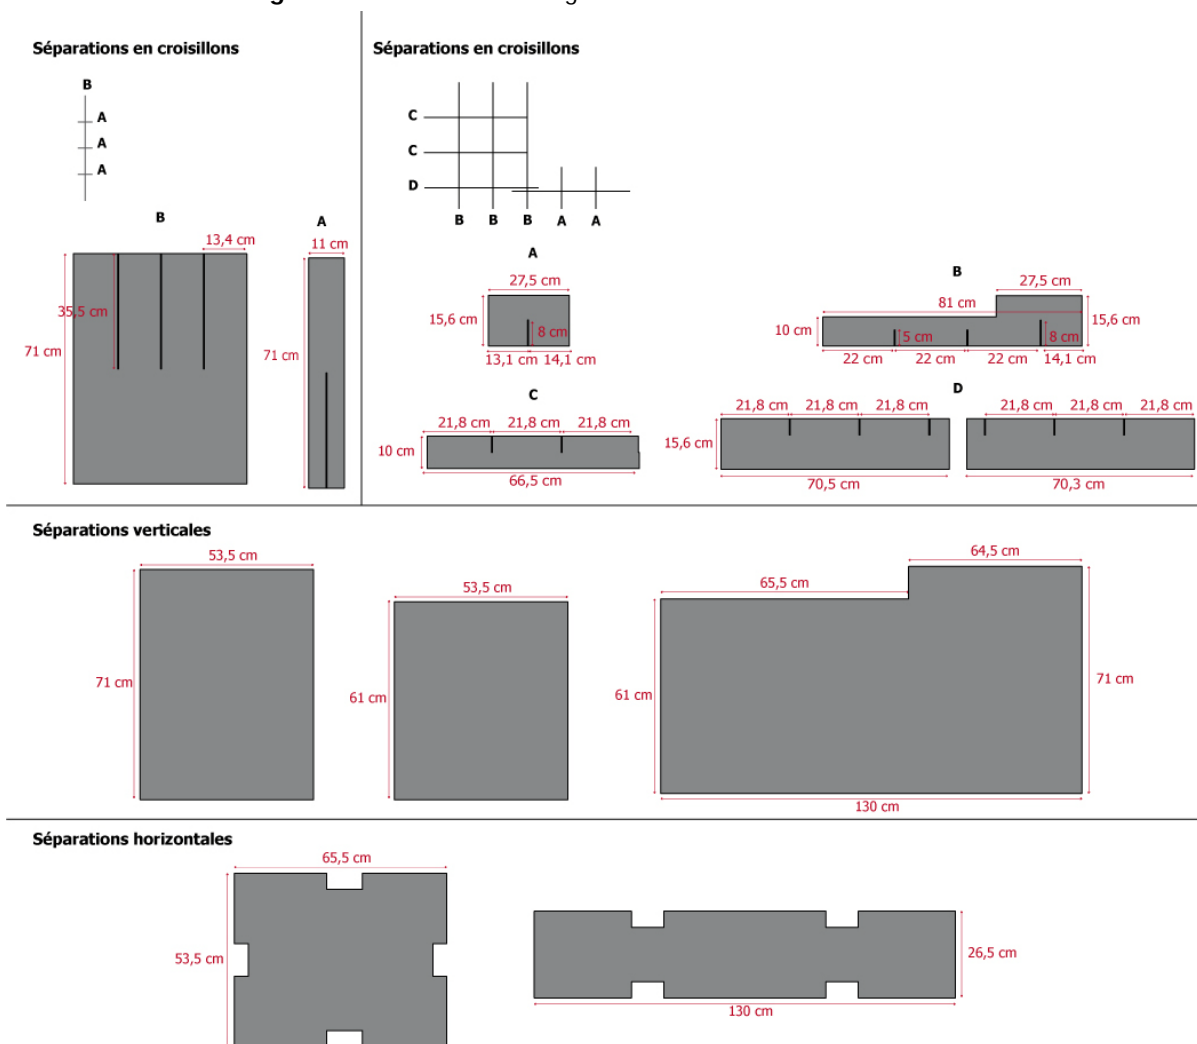 Séparations en croisillons
B
A
A
A
B
A
13,4 cm
11 cm
35,5 cm
71 cm
71 cm
Séparations en croisillons
C
C
D
B B B A A
A
27,5 cm
15,6 cm
8 cm
13,1 cm 14,1 cm
B
27,5 cm
81 cm
10 cm
5 cm
8 cm
15,6 cm
22 cm 22 cm 22 cm 14,1 cm
C
21,8 cm 21,8 cm 21,8 cm
10 cm
66,5 cm
D
21,8 cm 21,8 cm 21,8 cm
21,8 cm 21,8 cm 21,8 cm
15,6 cm
70,5 cm
70,3 cm
Séparations verticales
53,5 cm
71 cm
53,5 cm
61 cm
64,5 cm
65,5 cm
61 cm
71 cm
130 cm
Séparations horizontales
65,5 cm
53,5 cm
26,5 cm
130 cm